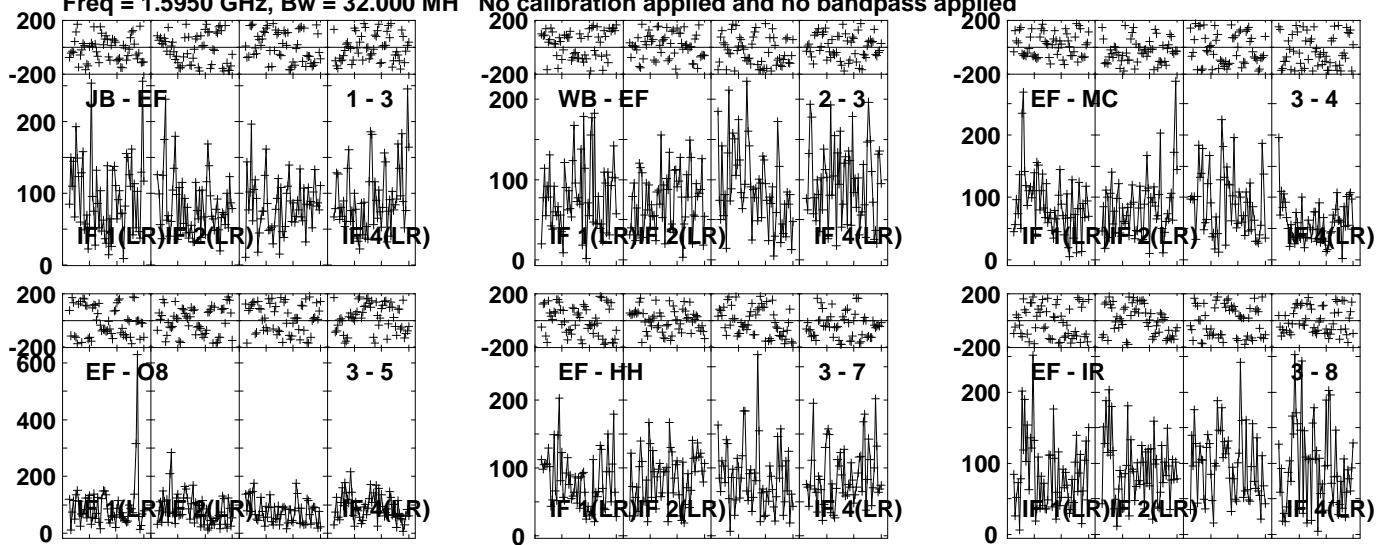 Freq = 1.5950 GHz, Bw = 32.000 MH No calibration applied and no bandpass applied
200
-200
JB - EF 1 - 3
200
100
0
IF 1(LR) IF 2(LR) IF 4(LR)
200
-200
WB - EF 2 - 3
200
100
0
IF 1(LR) IF 2(LR) IF 4(LR)
200
-200
EF - MC 3 - 4
200
100
0
IF 1(LR) IF 2(LR) IF 4(LR)
200
-200
600
EF - O8 3 - 5
400
200
0
IF 1(LR) IF 2(LR) IF 4(LR)
200
-200
EF - HH 3 - 7
200
100
0
IF 1(LR) IF 2(LR) IF 4(LR)
200
-200
EF - IR 3 - 8
200
100
0
IF 1(LR) IF 2(LR) IF 4(LR)